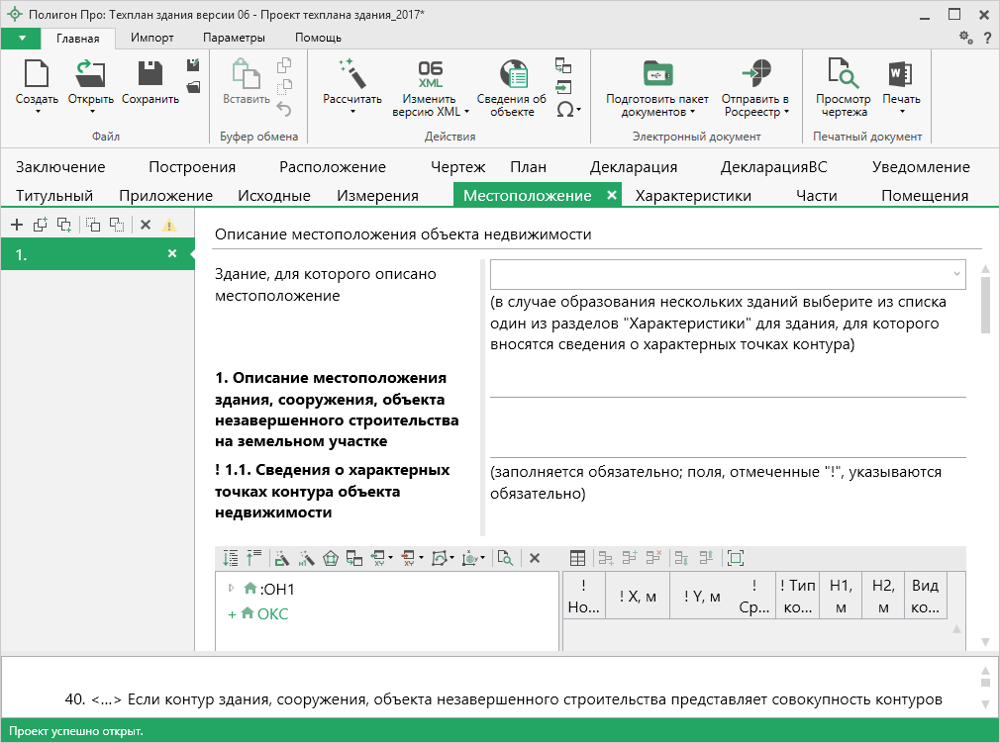 Полигон Про: Техплан здания версии 06 - Проект техплана здания_2017*
Главная Импорт Параметры Помощь
?
Создать Открыть Сохранить
Вставить
Рассчитать
06
XML
Изменить
версию XML
Сведения об
объекте
Подготовить пакет
документов
Отправить в
Росреестр
Просмотр
чертежа
W
Печать
Файл Буфер обмена Действия Электронный документ Печатный документ
Заключение Построения Расположение Чертеж План Декларация ДекларацияВС Уведомление
Титульный Приложение Исходные Измерения Местоположение Характеристики Части Помещения
1.
Описание местоположения объекта недвижимости
Здание, для которого описано
местоположение
(в случае образования нескольких зданий выберите из списка
один из разделов "Характеристики" для здания, для которого
вносятся сведения о характерных точках контура)
1. Описание местоположения
здания, сооружения, объекта
незавершенного строительства
на земельном участке
! 1.1. Сведения о характерных
точках контура объекта
недвижимости
(заполняется обязательно; поля, отмеченные "!", указываются
обязательно)
XY XY
:ОН1
+ ОКС
!
Но...
! X, м
! Y, м
!
Ср...
! Тип
ко...
H1,
м
H2,
м
Вид
ко...
40. <...> Если контур здания, сооружения, объекта незавершенного строительства представляет совокупность контуров
Проект успешно открыт.